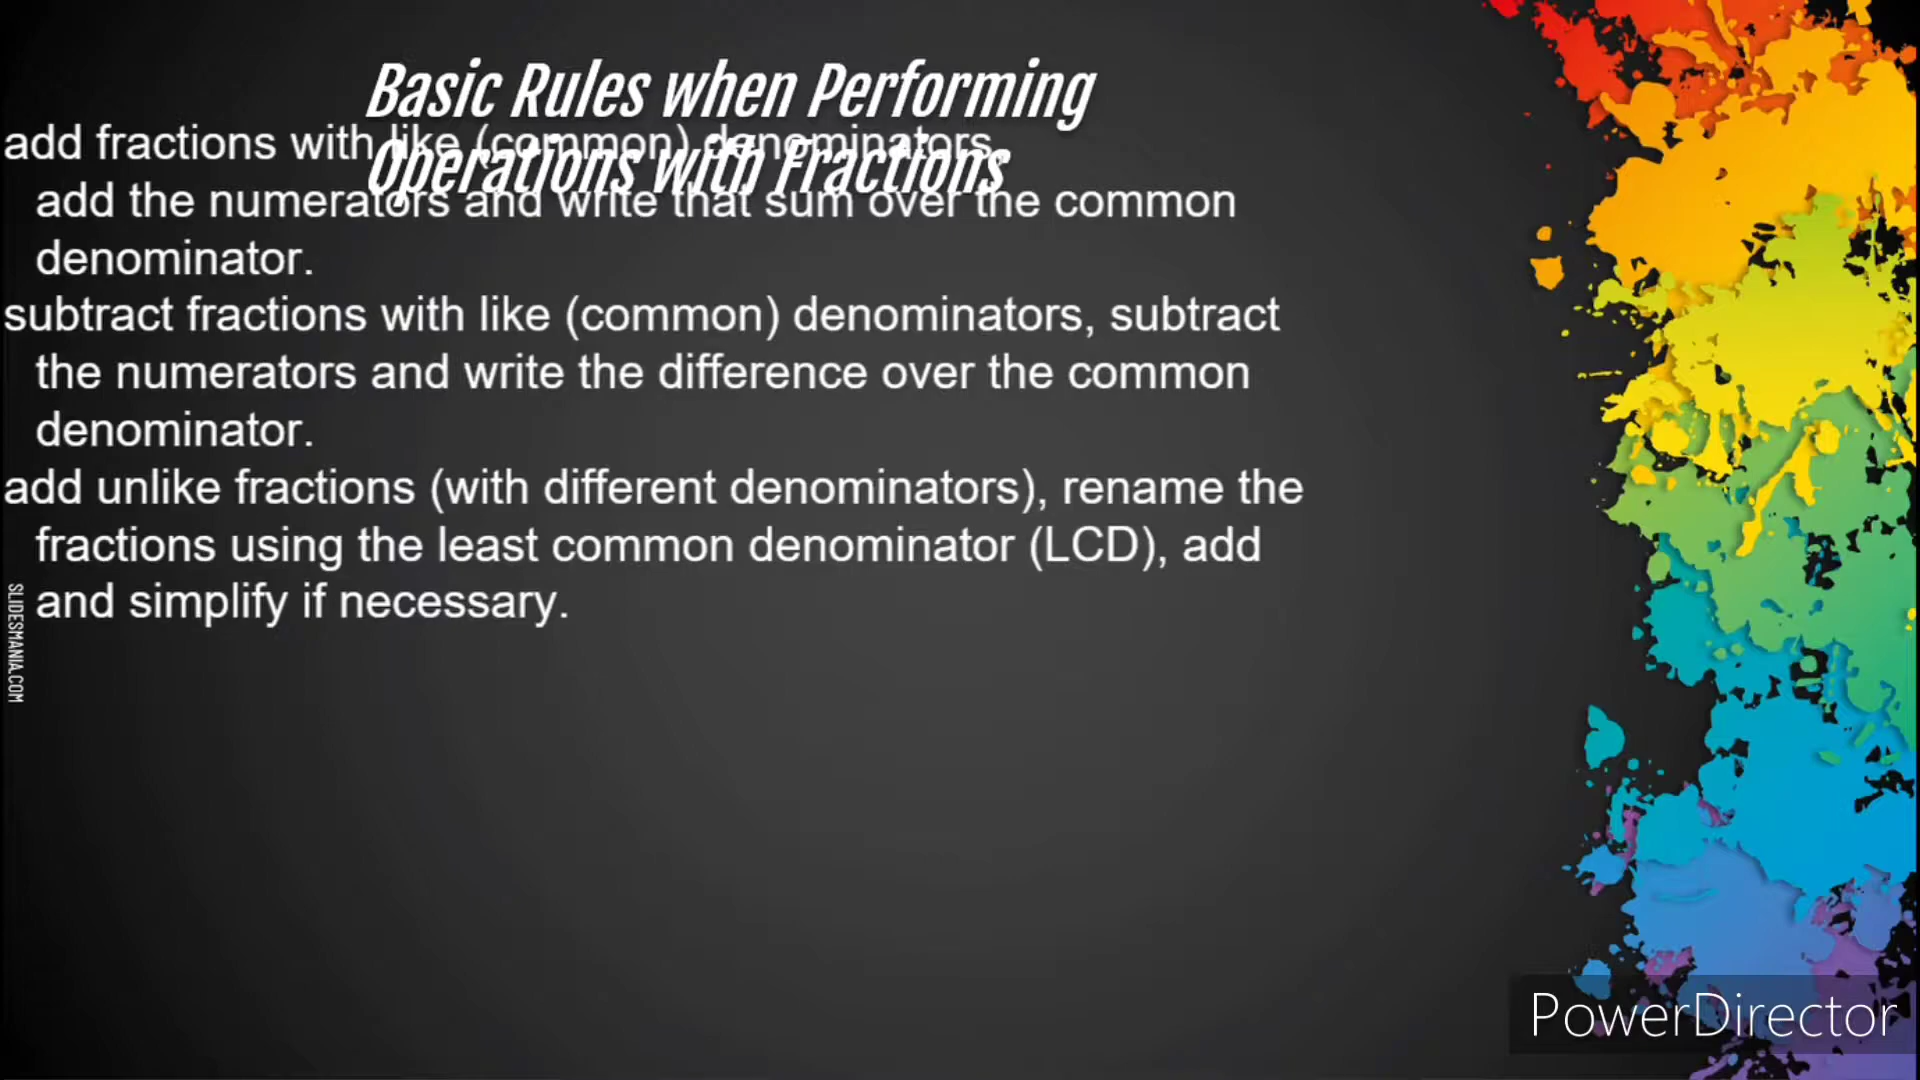 Basic Rules when Performing
Operations with Fractions
add fractions with like (common) denominators,
add the numerators and write that sum over the common
denominator.
subtract fractions with like (common) denominators, subtract
the numerators and write the difference over the common
denominator.
add unlike fractions (with different denominators), rename the
fractions using the least common denominator (LCD), add
and simplify if necessary.
SLIDESMANIA.COM
PowerDirector